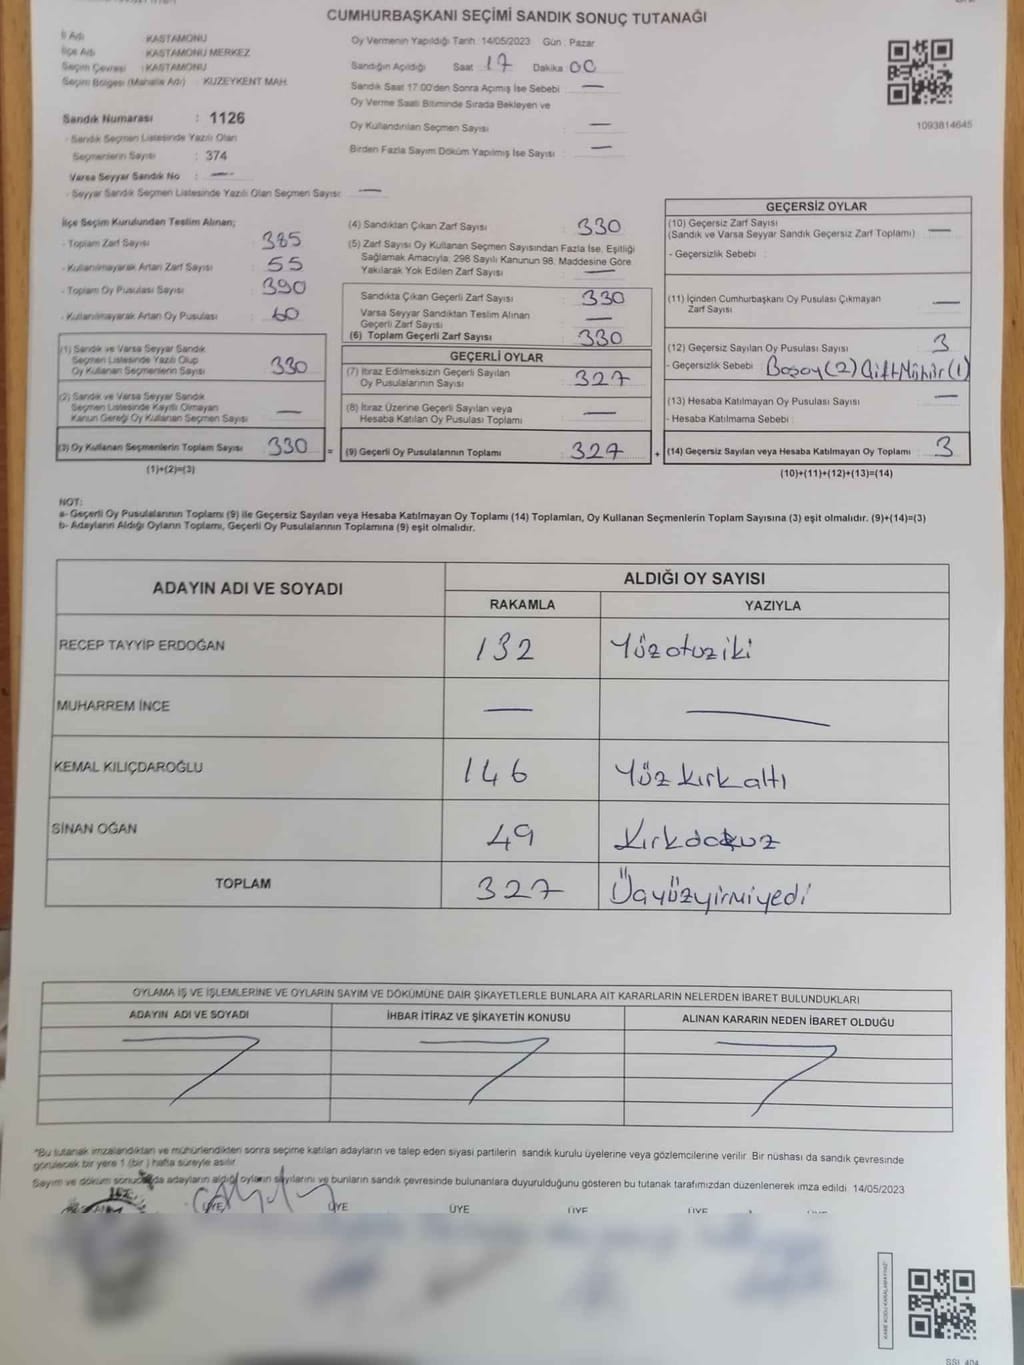 CUMHURBAŞKANI SEÇİMİ SANDIK SONUÇ TUTANAĞI
İl Adı KASTAMONU
İlçe Adı KASTAMONU MERKEZ
Seçim Çevresi : KASTAMONU
Seçim Bölgesi (Mahalle Adı) : KUZEYKENT MAH.
Sandık Numarası : 1126
- Sandık Seçmen Listesinde Yazılı Olan
Seçmenlerin Sayısı : 374
Varsa Seyyar Sandık No : —
- Seyyar Sandık Seçmen Listesinde Yazılı Olan Seçmen Sayısı: —
Oy Vermenin Yapıldığı Tarih: 14/05/2023 Gün : Pazar
Sandığın Açıldığı Saat 17 Dakika 00
Sandık Saat 17:00'den Sonra Açılmış İse Sebebi —
Oy Verme Saati Bitiminde Sırada Bekleyen ve
Oy Kullandırılan Seçmen Sayısı : —
Birden Fazla Sayım Döküm Yapılmış İse Sayısı : —
1093814645
İlçe Seçim Kurulundan Teslim Alınan;
- Toplam Zarf Sayısı : 385
- Kullanılmayarak Artan Zarf Sayısı : 55
- Toplam Oy Pusulası Sayısı : 390
- Kullanılmayarak Artan Oy Pusulası : 60
(1) Sandık ve Varsa Seyyar Sandık
Seçmen Listesinde Yazılı Olup
Oy Kullanan Seçmenlerin Sayısı : 330
(2) Sandık ve Varsa Seyyar Sandık
Seçmen Listesinde Kayıtlı Olmayan
Kanun Gereği Oy Kullanan Seçmen Sayısı : —
(3) Oy Kullanan Seçmenlerin Toplam Sayısı : 330
(1)+(2)=(3)
(4) Sandıktan Çıkan Zarf Sayısı : 330
(5) Zarf Sayısı Oy Kullanan Seçmen Sayısından Fazla İse, Eşitliği
Sağlamak Amacıyla, 298 Sayılı Kanunun 98. Maddesine Göre
Yakılarak Yok Edilen Zarf Sayısı : —
Sandıkta Çıkan Geçerli Zarf Sayısı : 330
Varsa Seyyar Sandıktan Teslim Alınan
Geçerli Zarf Sayısı : —
(6) Toplam Geçerli Zarf Sayısı : 330
GEÇERLİ OYLAR
(7) İtiraz Edilmeksizin Geçerli Sayılan
Oy Pusulalarının Sayısı : 327
(8) İtiraz Üzerine Geçerli Sayılan veya
Hesaba Katılan Oy Pusulası Toplamı : —
= (9) Geçerli Oy Pusulalarının Toplamı : 327 +
GEÇERSİZ OYLAR
(10) Geçersiz Zarf Sayısı
(Sandık ve Varsa Seyyar Sandık Geçersiz Zarf Toplamı) : —
- Geçersizlik Sebebi :
(11) İçinden Cumhurbaşkanı Oy Pusulası Çıkmayan
Zarf Sayısı : —
(12) Geçersiz Sayılan Oy Pusulası Sayısı : 3
- Geçersizlik Sebebi : Boşoy(2) Çift Mühür(1)
(13) Hesaba Katılmayan Oy Pusulası Sayısı : —
- Hesaba Katılmama Sebebi :
(14) Geçersiz Sayılan veya Hesaba Katılmayan Oy Toplamı : 3
(10)+(11)+(12)+(13)=(14)
NOT:
a- Geçerli Oy Pusulalarının Toplamı (9) ile Geçersiz Sayılan veya Hesaba Katılmayan Oy Toplamı (14) Toplamları, Oy Kullanan Seçmenlerin Toplam Sayısına (3) eşit olmalıdır. (9)+(14)=(3)
b- Adayların Aldığı Oyların Toplamı, Geçerli Oy Pusulalarının Toplamına (9) eşit olmalıdır.
ADAYIN ADI VE SOYADI ALDIĞI OY SAYISI
RAKAMLA YAZIYLA
RECEP TAYYİP ERDOĞAN 132 Yüzotuziki
MUHARREM İNCE — —
KEMAL KILIÇDAROĞLU 146 Yüz kırk altı
SİNAN OĞAN 49 Kırkdokuz
TOPLAM 327 Üçyüzyirmiyedi
OYLAMA İŞ VE İŞLEMLERİNE VE OYLARIN SAYIM VE DÖKÜMÜNE DAİR ŞİKAYETLERLE BUNLARA AİT KARARLARIN NELERDEN İBARET BULUNDUKLARI
ADAYIN ADI VE SOYADI İHBAR İTİRAZ VE ŞİKAYETİN KONUSU ALINAN KARARIN NEDEN İBARET OLDUĞU
*Bu tutanak imzalandıktan ve mühürlendikten sonra seçime katılan adayların ve talep eden siyasi partilerin sandık kurulu üyelerine veya gözlemcilerine verilir. Bir nüshası da sandık çevresinde
görülecek bir yere 1 (bir ) hafta süreyle asılır.
Sayım ve döküm sonucunda adayların aldığı oyların sayılarını ve bunların sandık çevresinde bulunanlara duyurulduğunu gösteren bu tutanak tarafımızdan düzenlenerek imza edildi. 14/05/2023
ÜYE ÜYE ÜYE ÜYE ÜYE